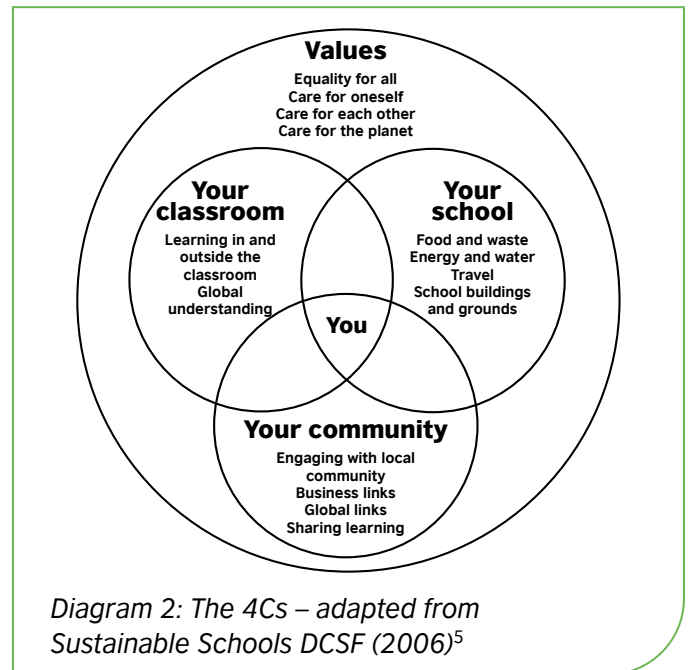 Values
Equality for all
Care for oneself
Care for each other
Care for the planet
Your
classroom
Learning in and
outside the
classroom
Global
understanding
Your
school
Food and waste
Energy and water
Travel
School buildings
and grounds
You
Your community
Engaging with local
community
Business links
Global links
Sharing learning
Diagram 2: The 4Cs – adapted from
Sustainable Schools DCSF (2006)5